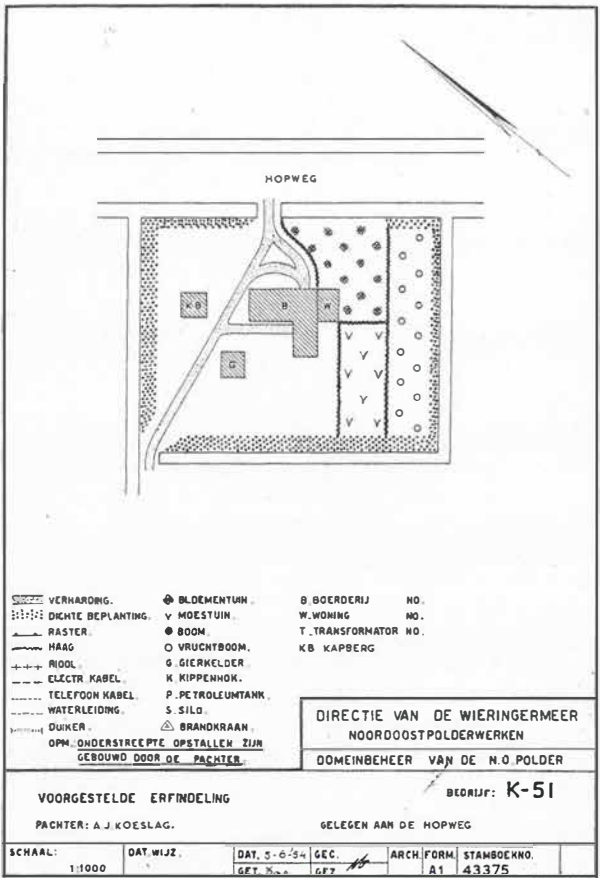 HOPWEG
KB
B
W
G
VERHARDING.
DICHTE BEPLANTING.
RASTER.
HAAG
RIOOL
ELECTR KABEL.
TELEFOON KABEL.
WATERLEIDING
DUIKER
BLOEMENTUIN.
V MOESTUIN.
BOOM
VRUCHTBOOM.
G. GIERKELDER
K. KIPPENHOK.
P. PETROLEUMTANK.
S. SILO.
BRANDKRAAN
B. BOERDERIJ NO.
W. WONING NO.
T. TRANSFORMATOR NO.
KB KAPBERG
OPM. ONDERSTREEPTE OPSTALLEN ZIJN
GEBOUWD DOOR DE PACHTER.
DIRECTIE VAN DE WIERINGERMEER
NOORDOOSTPOLDERWERKEN
DOMEINBEHEER VAN DE N.O. POLDER
VOORGESTELDE ERFINDELING
BEDRIJF: K-51
PACHTER: A.J. KOESLAG.
GELEGEN AAN DE HOPWEG
SCHAAL: 1:1000
DAT. WIJZ.
DAT. 5-6-'54
GET.
GEC.
GEZ
ARCH.
FORM. A1
STAMBOEKNO. 43375